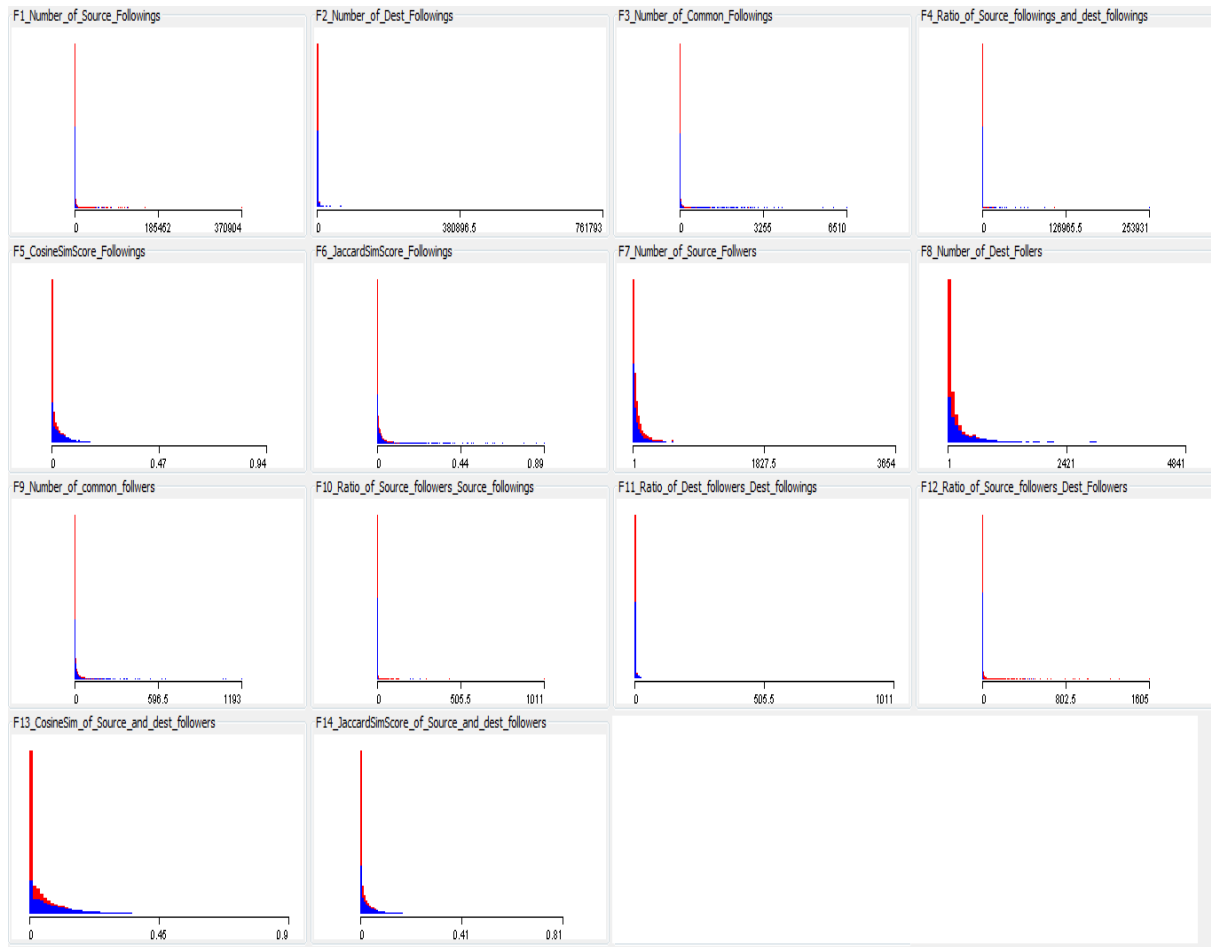 F1_Number_of_Source_Followings
F2_Number_of_Dest_Followings
F3_Number_of_Common_Followings
F4_Ratio_of_Source_followings_and_dest_followings
0 185452 370904
0 380896.5 761793
0 3255 6510
0 126965.5 253931
F5_CosineSimScore_Followings
F6_JaccardSimScore_Followings
F7_Number_of_Source_Follwers
F8_Number_of_Dest_Follers
0 0.47 0.94
0 0.44 0.89
1 1827.5 3654
1 2421 4841
F9_Number_of_common_follwers
F10_Ratio_of_Source_followers_Source_followings
F11_Ratio_of_Dest_followers_Dest_followings
F12_Ratio_of_Source_followers_Dest_Followers
0 596.5 1193
0 505.5 1011
0 505.5 1011
0 802.5 1605
F13_CosineSim_of_Source_and_dest_followers
F14_JaccardSimScore_of_Source_and_dest_followers
0 0.45 0.9
0 0.41 0.81